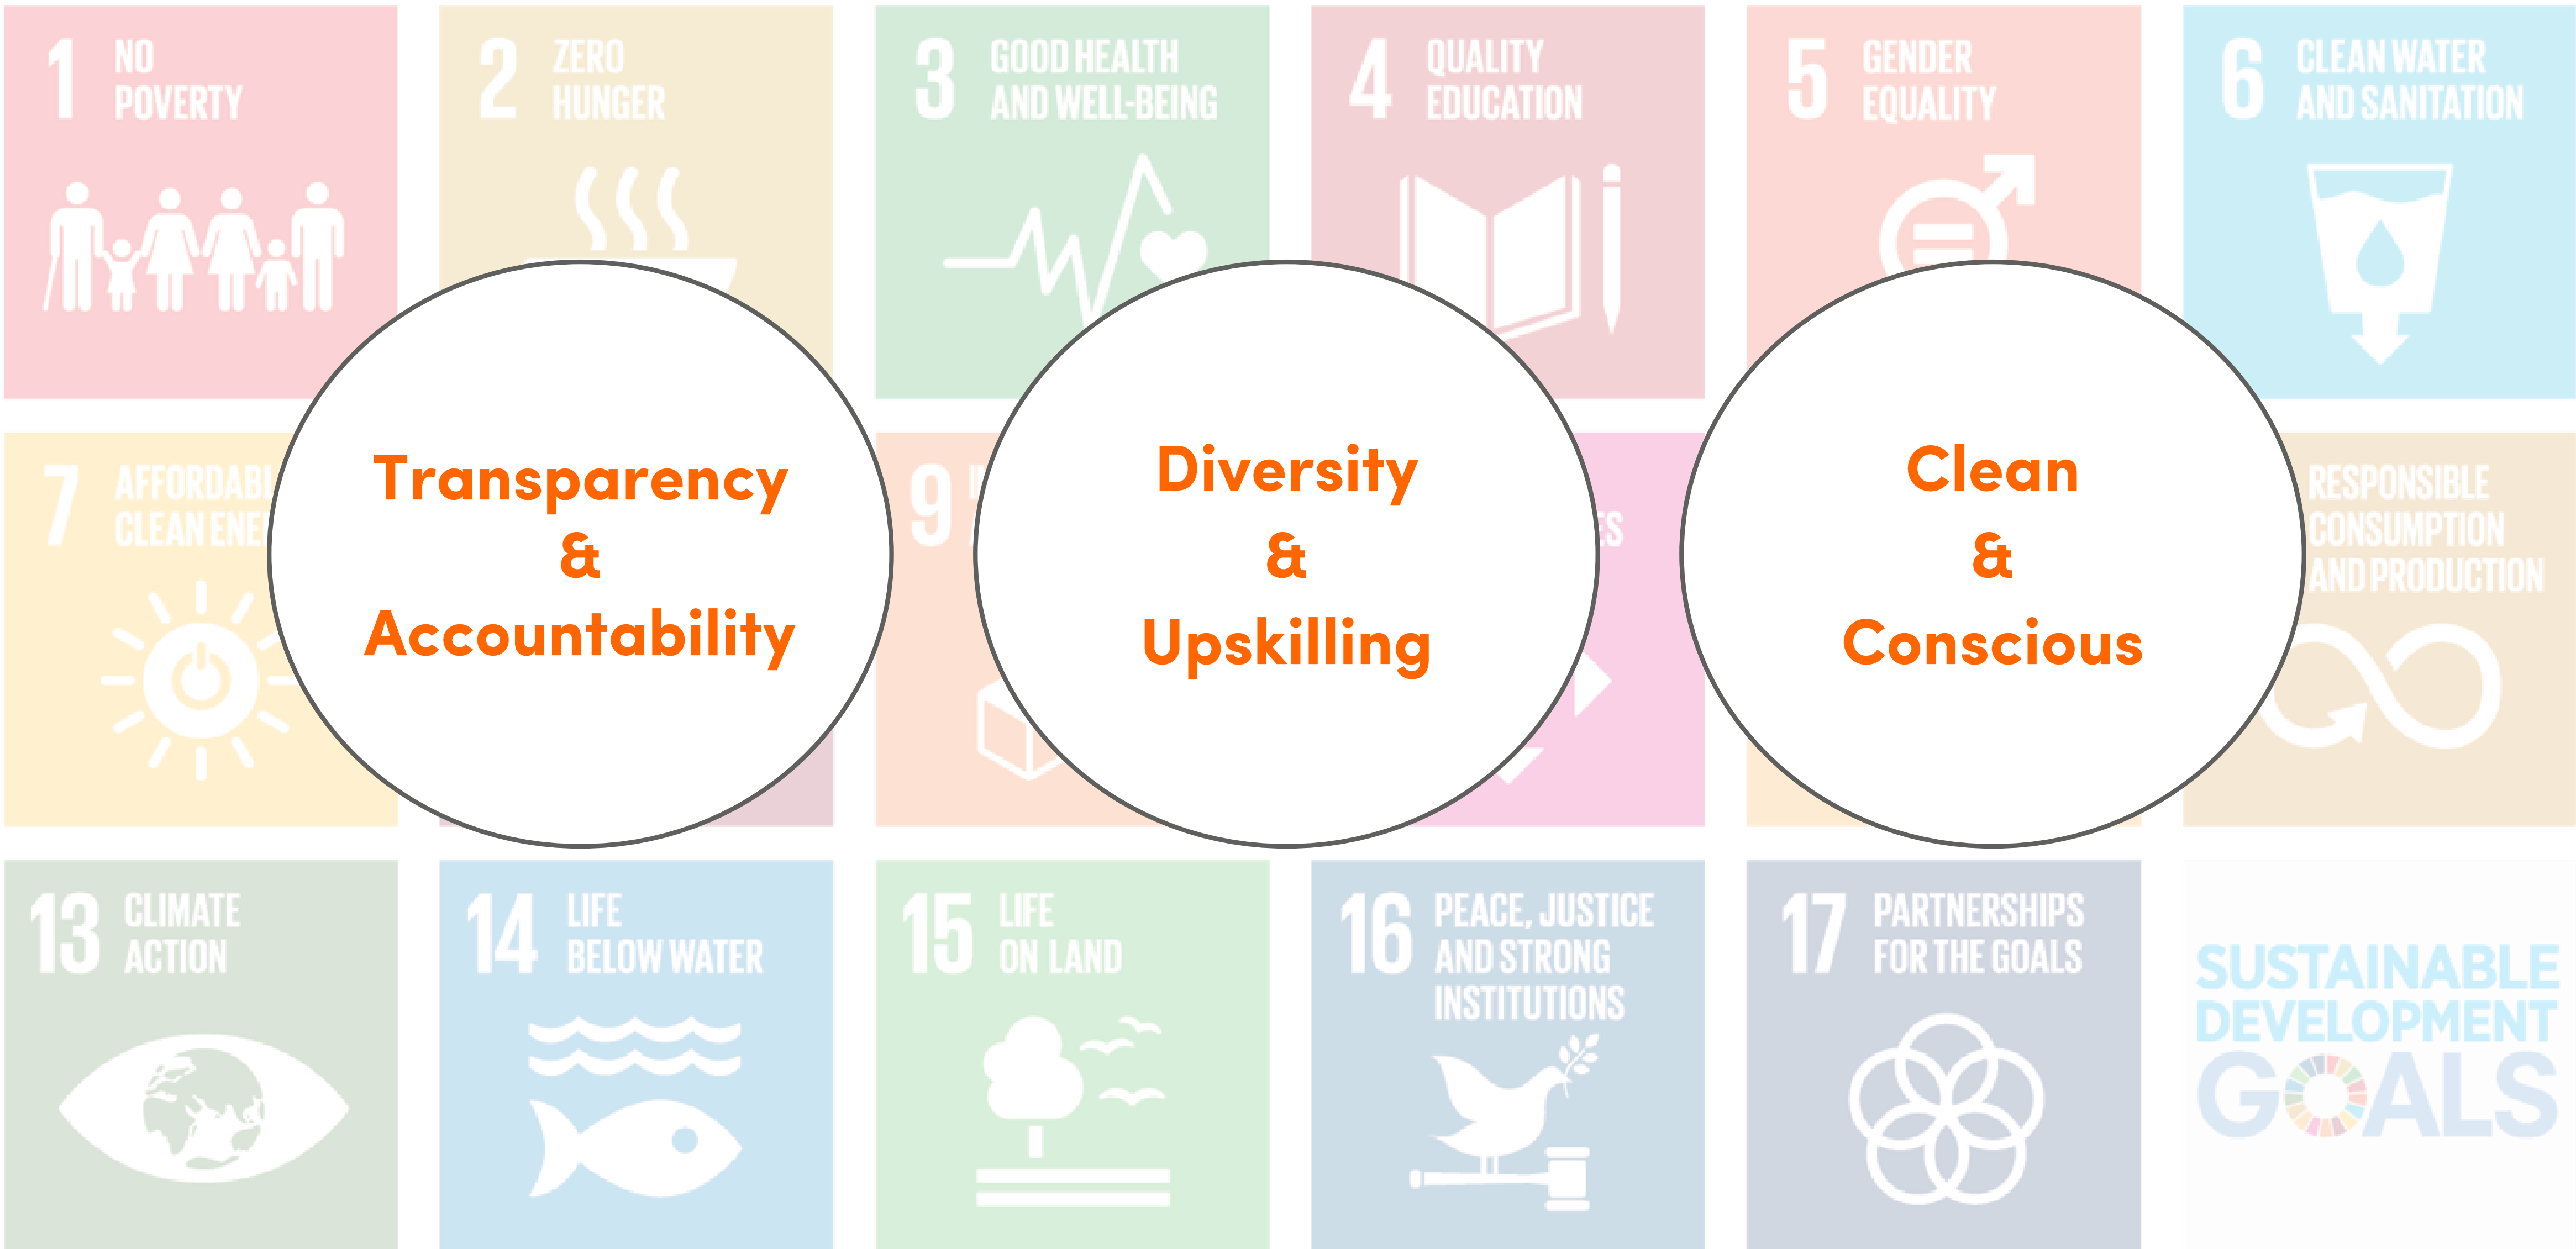 1 NO
POVERTY
2 ZERO
HUNGER
3 GOOD HEALTH
AND WELL-BEING
4 QUALITY
EDUCATION
5 GENDER
EQUALITY
6 CLEAN WATER
AND SANITATION
7
CLEAN
9
RESPONSIBLE
CONSUMPTION
AND PRODUCTION
Transparency
&
Accountability
Diversity
&
Upskilling
Clean
&
Conscious
13 CLIMATE
ACTION
14 LIFE
BELOW WATER
15 LIFE
ON LAND
16 PEACE, JUSTICE
AND STRONG
INSTITUTIONS
17 PARTNERSHIPS
FOR THE GOALS
SUSTAINABLE
DEVELOPMENT
GOALS